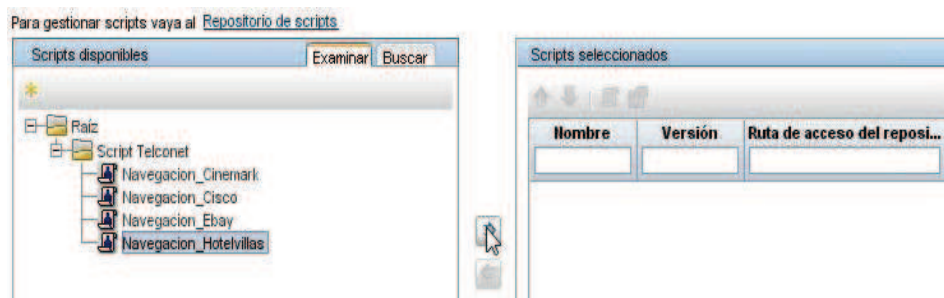 Para gestionar scripts vaya al Repositorio de scripts
Scripts disponibles
Examinar
Buscar
Raíz
Script Telconet
Navegacion_Cinemark
Navegacion_Cisco
Navegacion_Ebay
Navegacion_Hotelvillas
Scripts seleccionados
Nombre
Versión
Ruta de acceso del reposi...